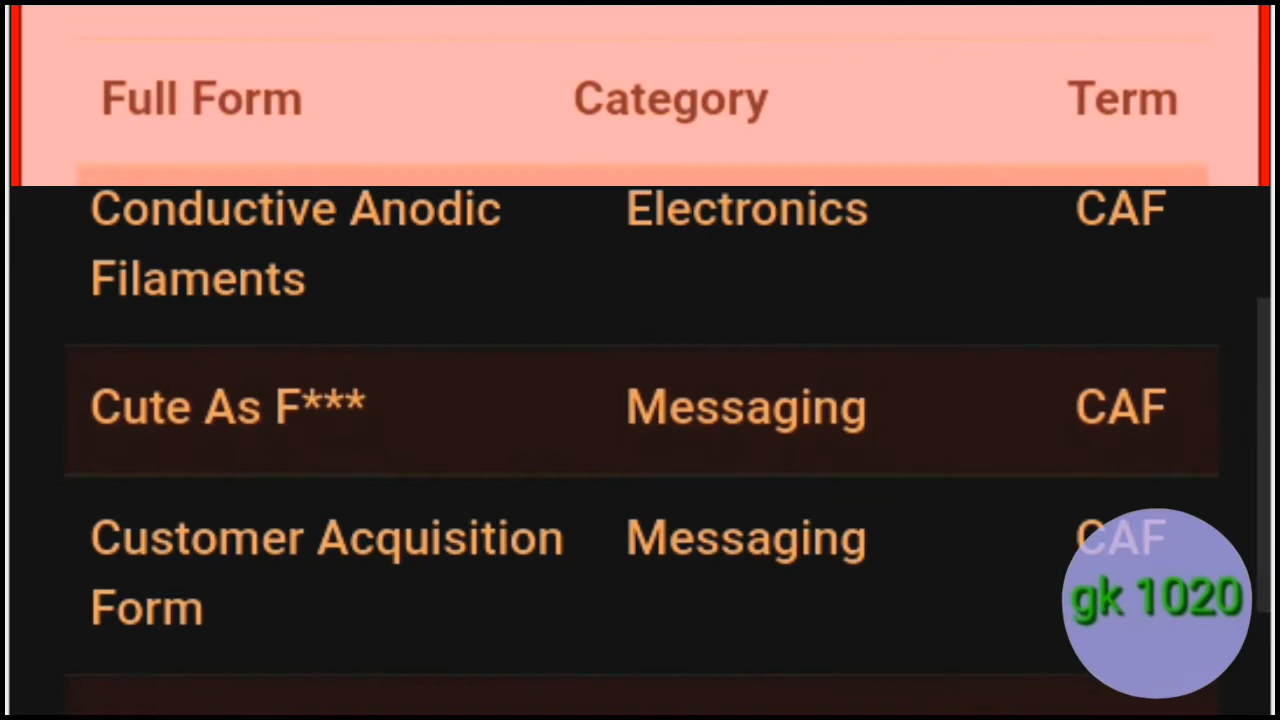 Full Form Category Term
Conductive Anodic Electronics CAF
Filaments
Cute As F*** Messaging CAF
Customer Acquisition Messaging CAF
Form
gk 1020